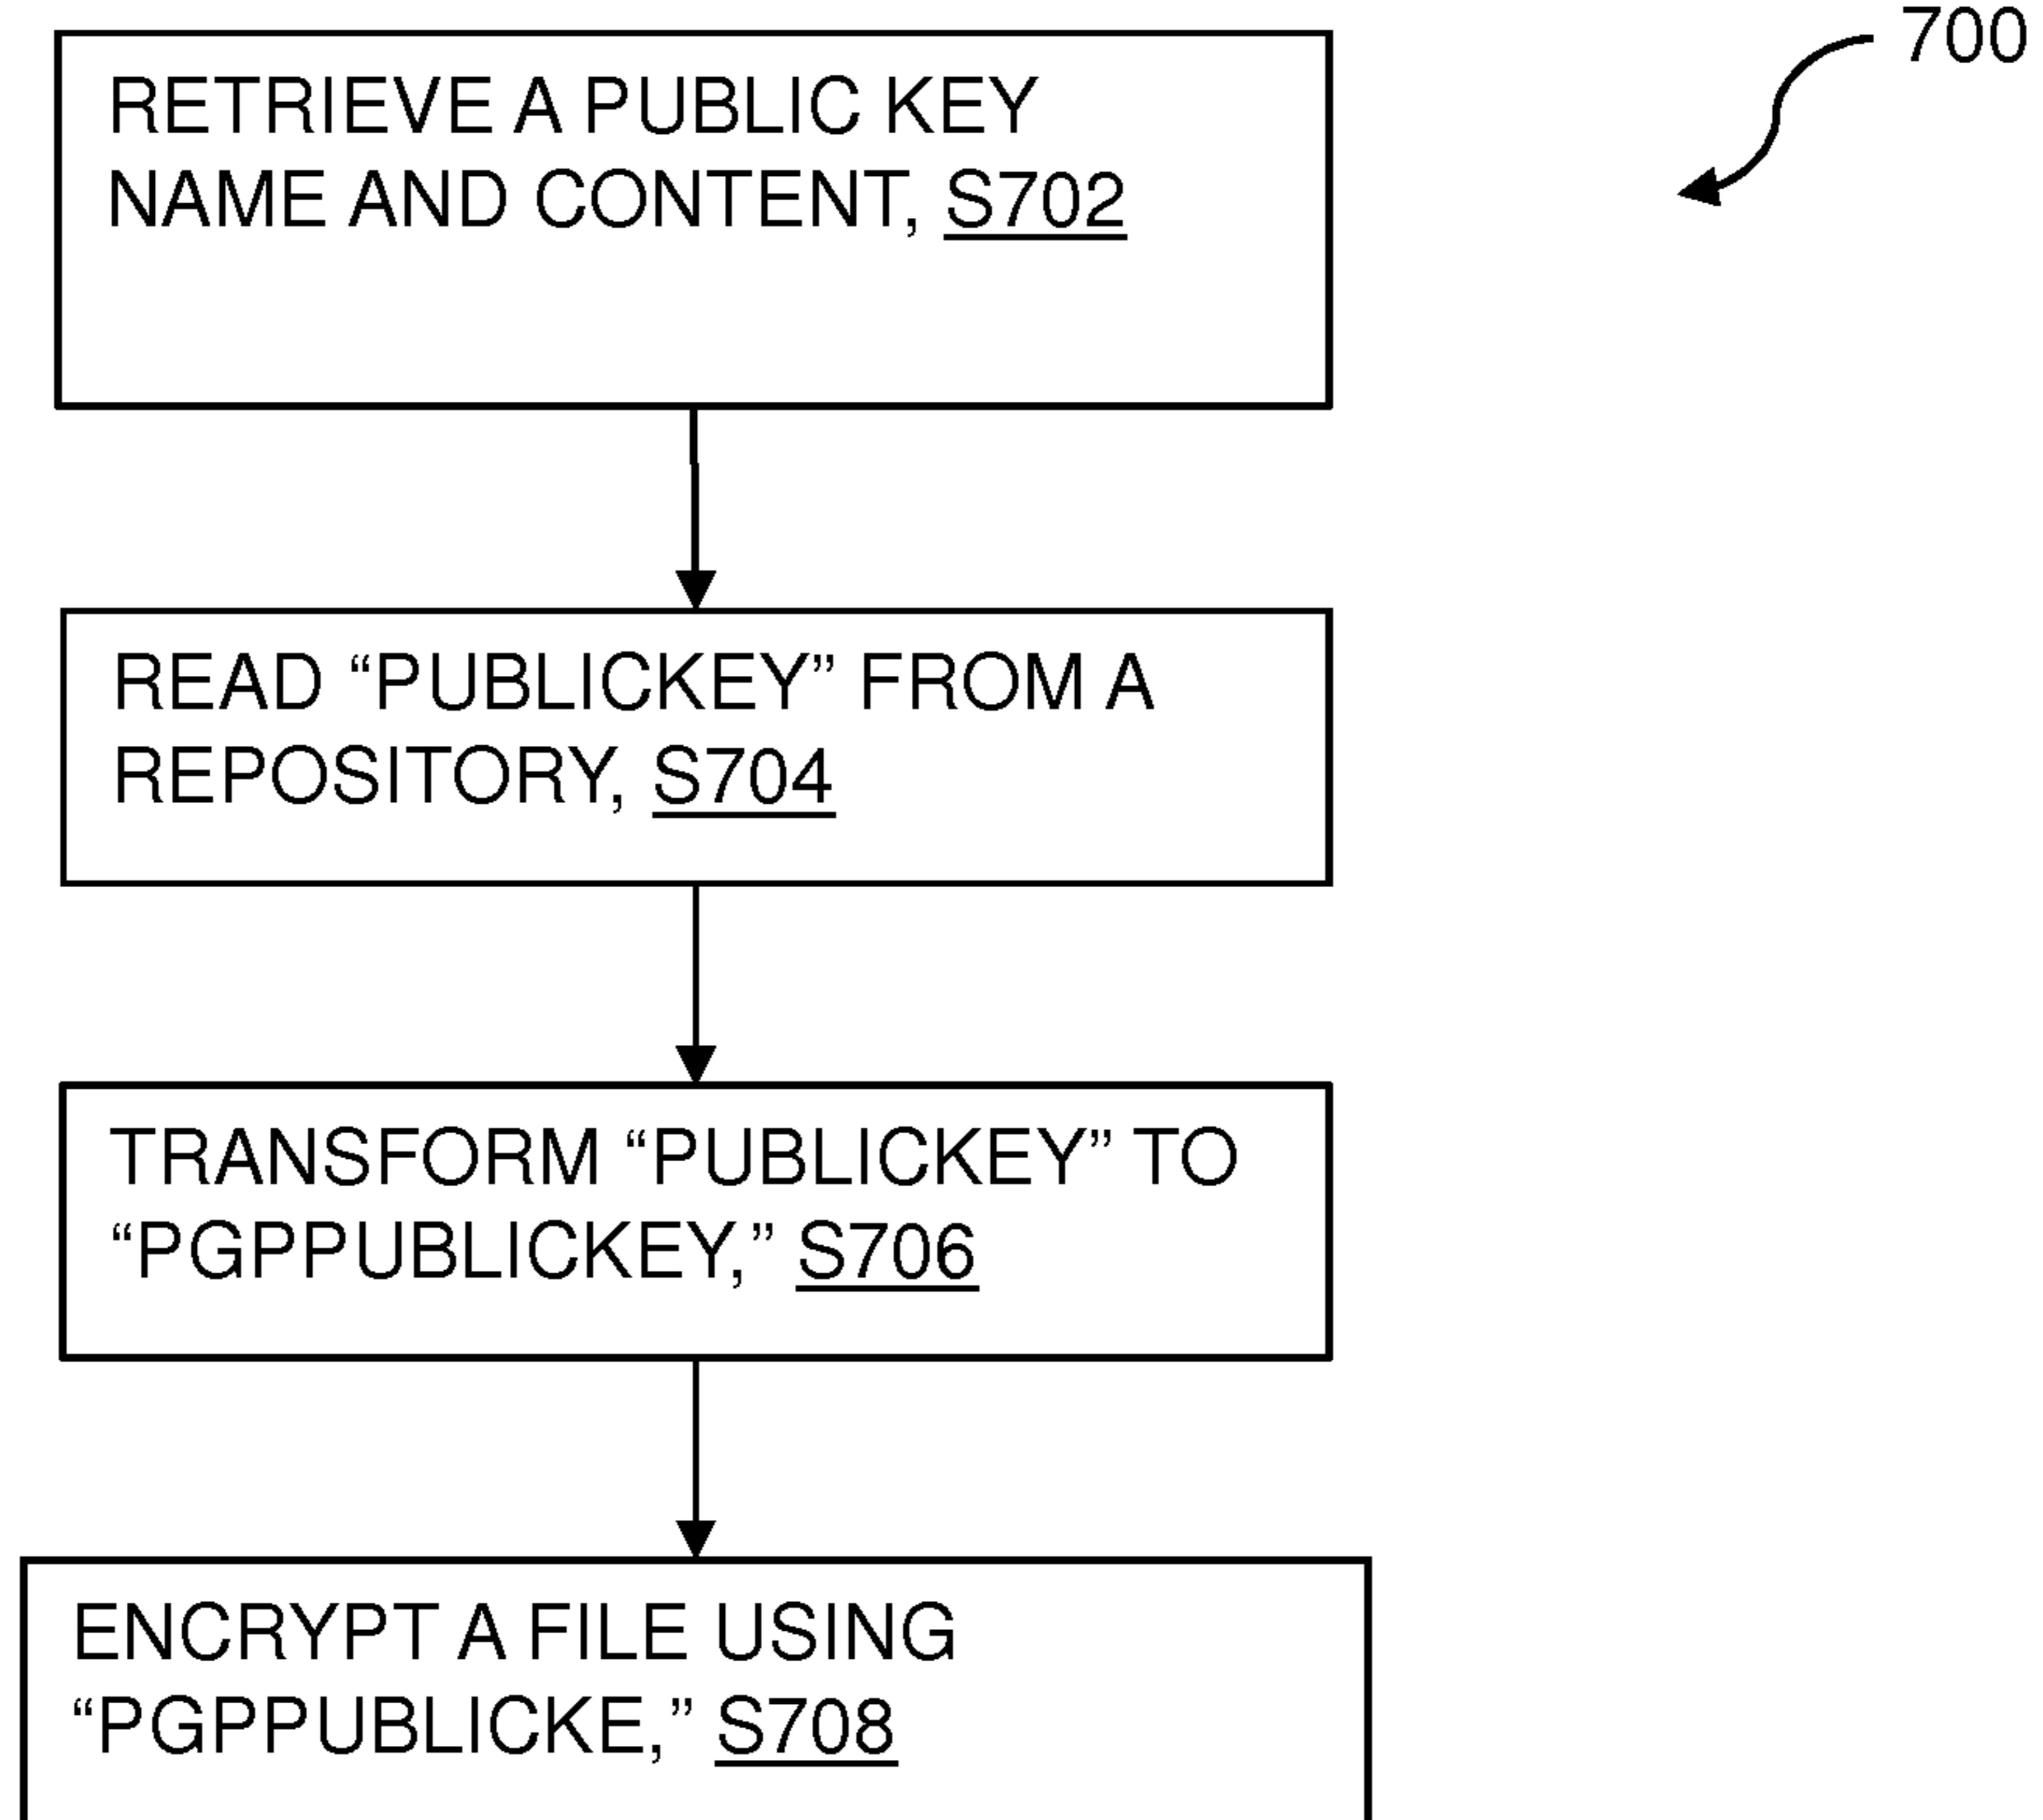 700
RETRIEVE A PUBLIC KEY
NAME AND CONTENT, S702
READ “PUBLICKEY” FROM A
REPOSITORY, S704
TRANSFORM “PUBLICKEY” TO
“PGPPUBLICKEY,” S706
ENCRYPT A FILE USING
“PGPPUBLICKE,” S708